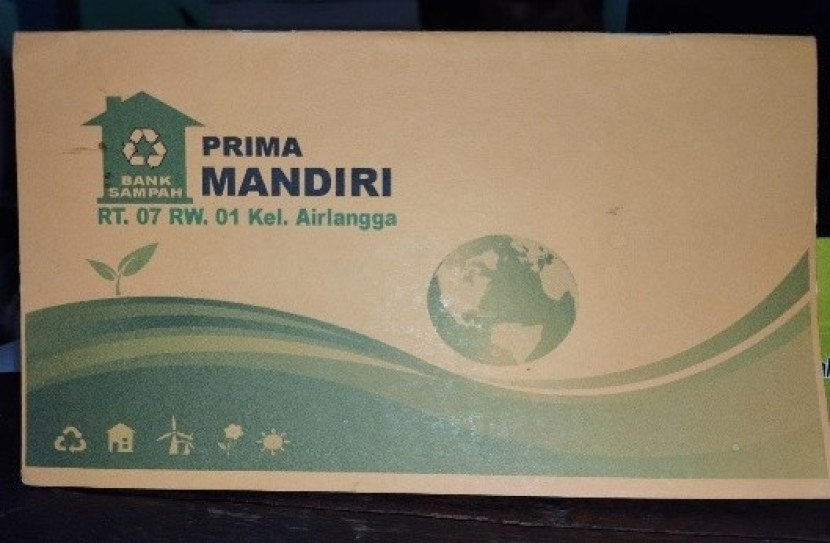 BANK
SAMPAH
PRIMA
MANDIRI
RT. 07 RW. 01 Kel. Airlangga